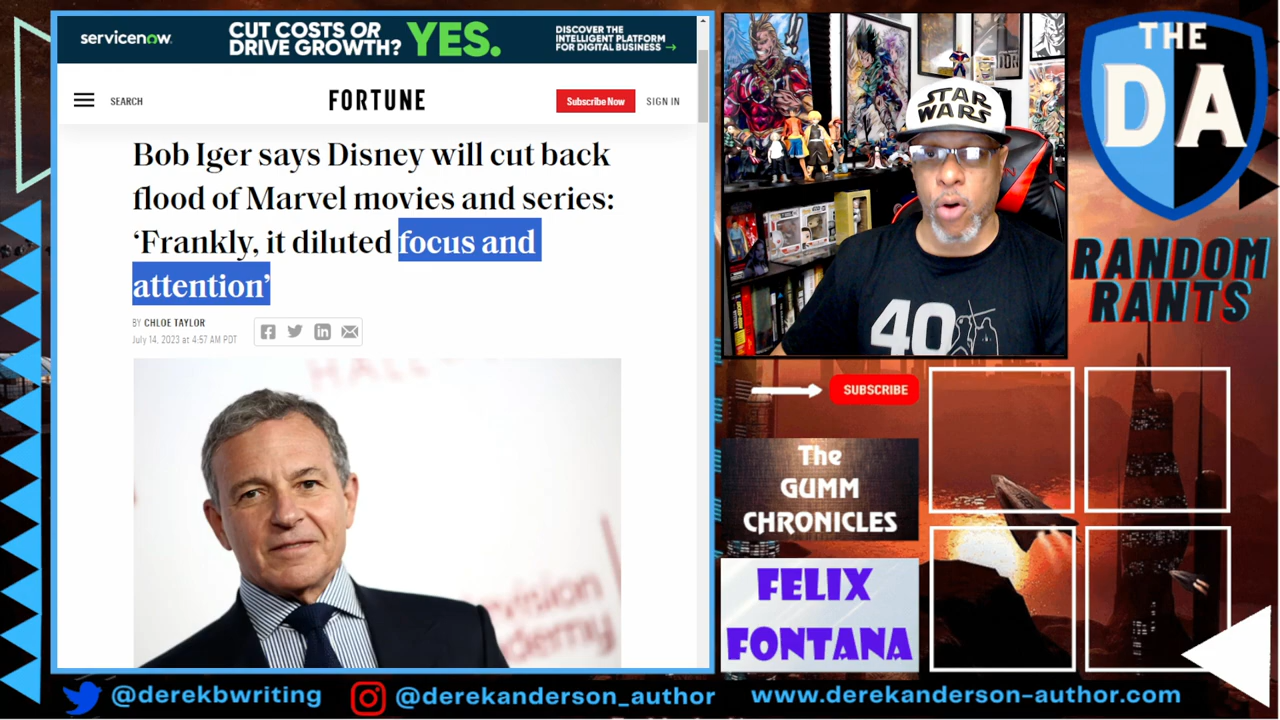 servicenow
CUT COSTS OR
DRIVE GROWTH?
YES.
DISCOVER THE
INTELLIGENT PLATFORM
FOR DIGITAL BUSINESS →
SEARCH
FORTUNE
Subscribe Now
SIGN IN
Bob Iger says Disney will cut back
flood of Marvel movies and series:
‘Frankly, it diluted focus and
attention’
BY CHLOE TAYLOR
July 14, 2023 at 4:57 AM PDT
STAR
WARS
40
THE
DA
RANDOM
RANTS
SUBSCRIBE
The
GUMM
CHRONICLES
FELIX
FONTANA
@derekbwriting
@derekanderson_author
www.derekanderson-author.com